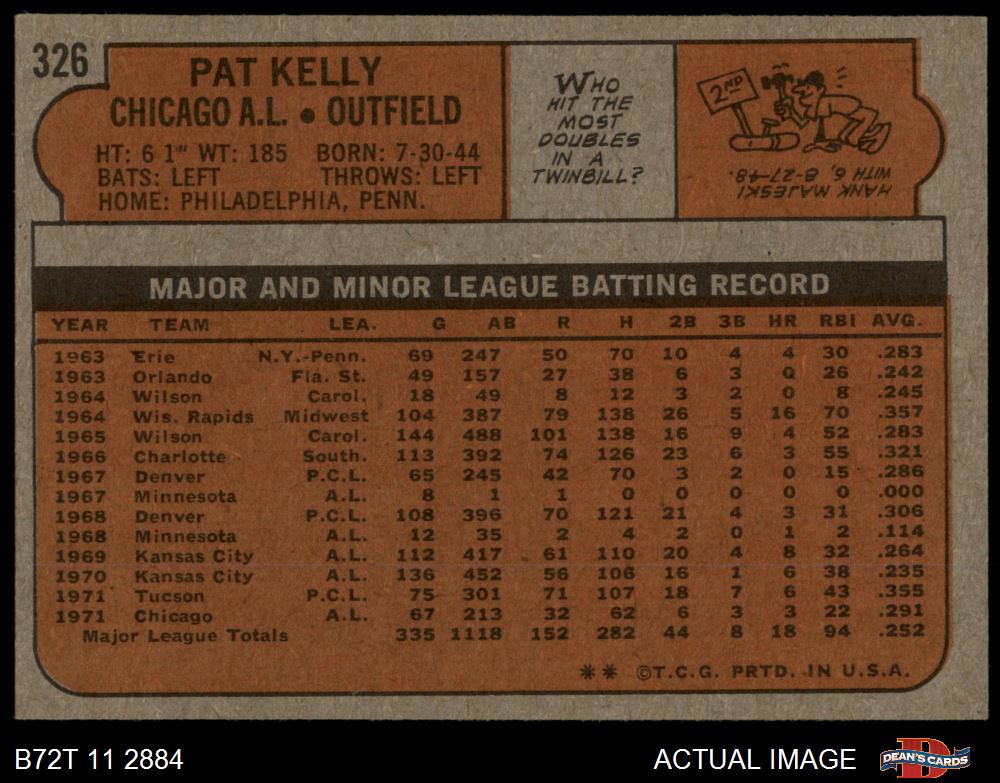 326
PAT KELLY
CHICAGO A.L. • OUTFIELD
HT: 6 1" WT: 185 BORN: 7-30-44
BATS: LEFT THROWS: LEFT
HOME: PHILADELPHIA, PENN.
WHO
HIT THE
MOST
DOUBLES
IN A
TWINBILL?
2ND
HANK MAJESKI
WITH 6, 8-27-48.
MAJOR AND MINOR LEAGUE BATTING RECORD
YEAR TEAM LEA. G AB R H 2B 3B HR RBI AVG.
1963 Erie N.Y.-Penn. 69 247 50 70 10 4 4 30 .283
1963 Orlando Fla. St. 49 157 27 38 6 3 0 26 .242
1964 Wilson Carol. 18 49 8 12 3 2 0 8 .245
1964 Wis. Rapids Midwest 104 387 79 138 26 5 16 70 .357
1965 Wilson Carol. 144 488 101 138 16 9 4 52 .283
1966 Charlotte South. 113 392 74 126 23 6 3 55 .321
1967 Denver P.C.L. 65 245 42 70 3 2 0 15 .286
1967 Minnesota A.L. 8 1 1 0 0 0 0 0 .000
1968 Denver P.C.L. 108 396 70 121 21 4 3 31 .306
1968 Minnesota A.L. 12 35 2 4 2 0 1 2 .114
1969 Kansas City A.L. 112 417 61 110 20 4 8 32 .264
1970 Kansas City A.L. 136 452 56 106 16 1 6 38 .235
1971 Tucson P.C.L. 75 301 71 107 18 7 6 43 .355
1971 Chicago A.L. 67 213 32 62 6 3 3 22 .291
Major League Totals 335 1118 152 282 44 8 18 94 .252
** ©T.C.G. PRTD. IN U.S.A.
B72T 11 2884 ACTUAL IMAGE DEAN'S CARDS